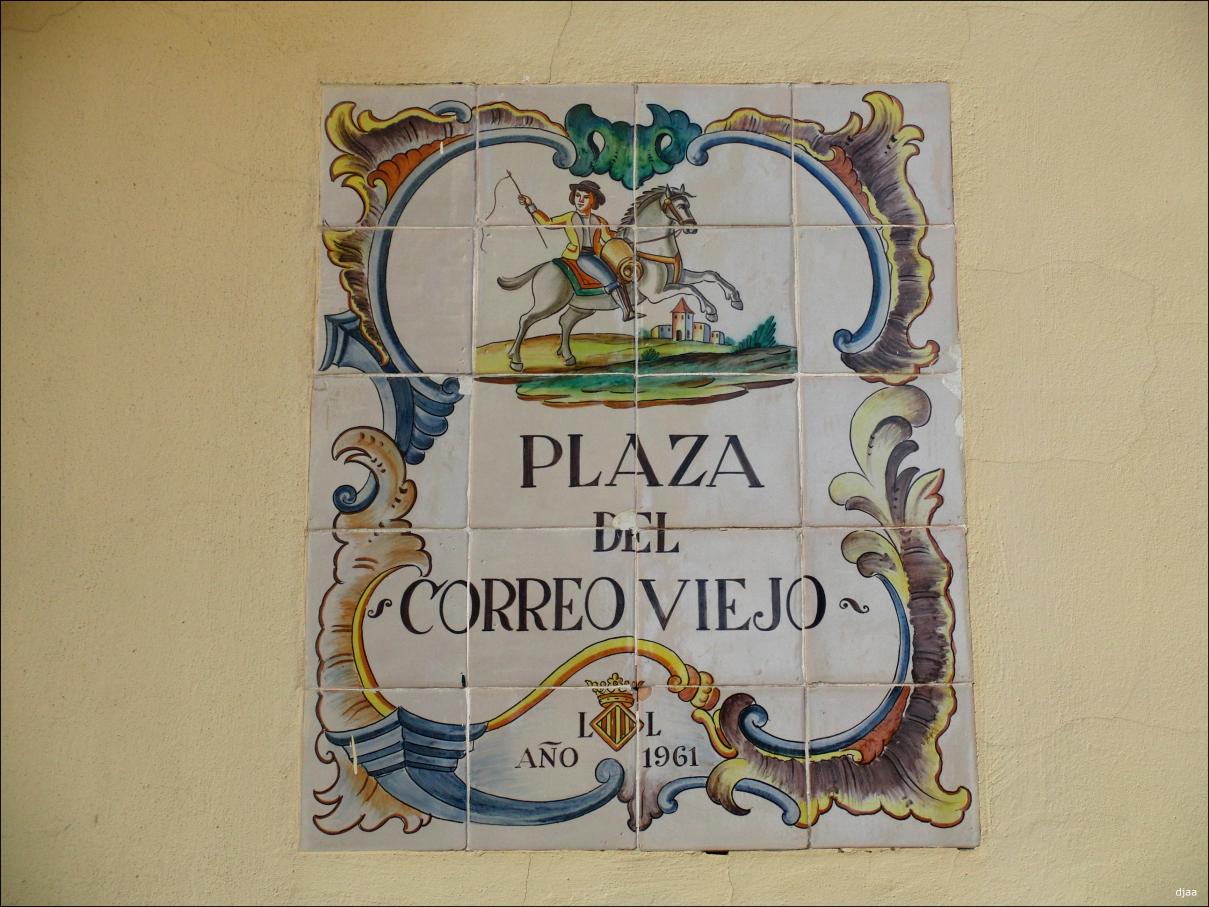 PLAZA
DEL
CORREO VIEJO
L L
AÑO 1961
djaa